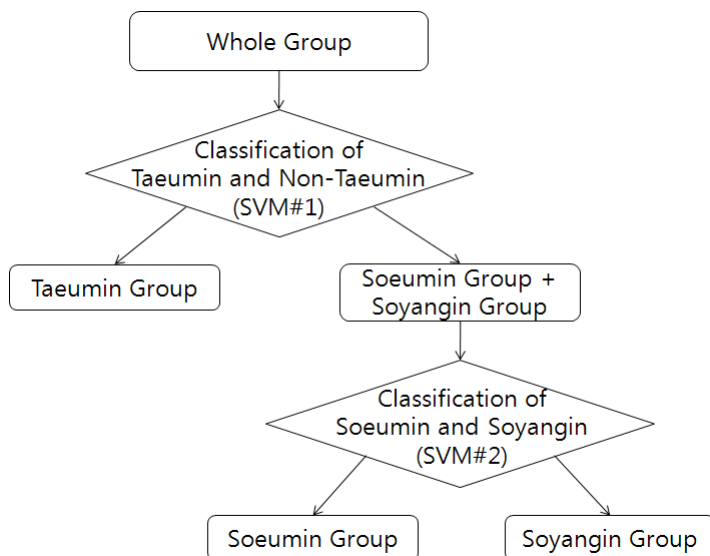 Whole Group
Classification of
Taeumin and Non-Taeumin
(SVM#1)
Taeumin Group
Soeumin Group +
Soyangin Group
Classification of
Soeumin and Soyangin
(SVM#2)
Soeumin Group
Soyangin Group